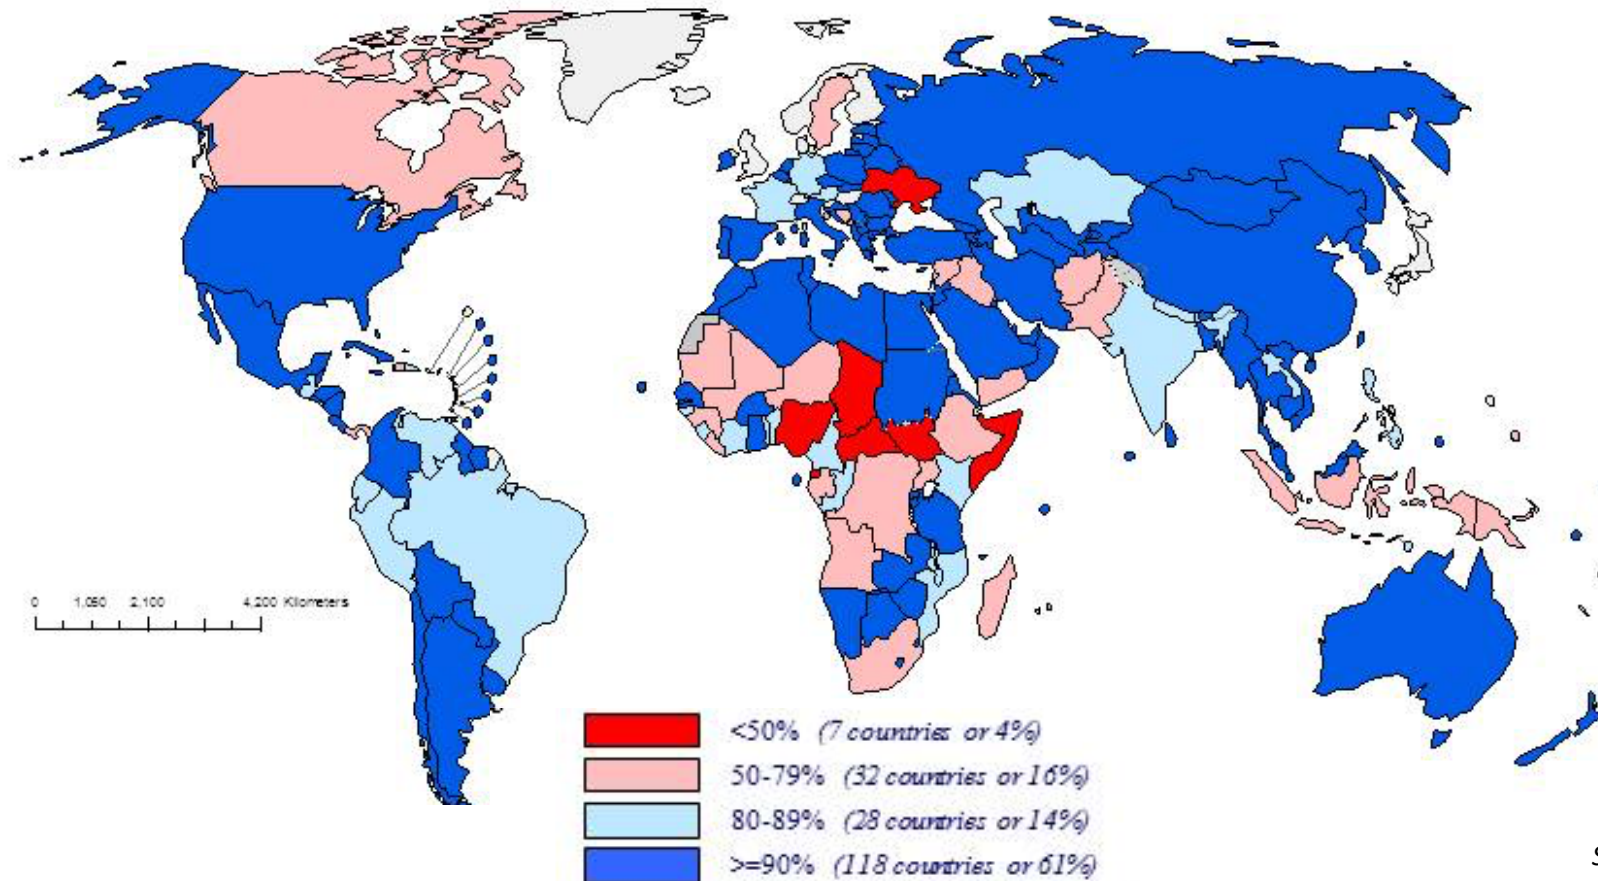 0 1,050 2,100 4,200 Kilometers
<50% (7 countries or 4%)
50-79% (32 countries or 16%)
80-89% (28 countries or 14%)
>=90% (118 countries or 61%)